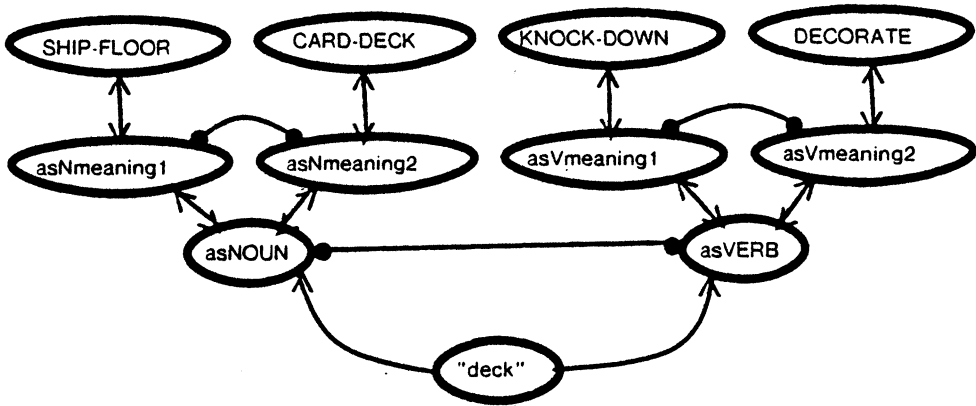 SHIP-FLOOR
CARD-DECK
KNOCK-DOWN
DECORATE
asNmeaning1
asNmeaning2
asVmeaning1
asVmeaning2
asNOUN
asVERB
"deck"